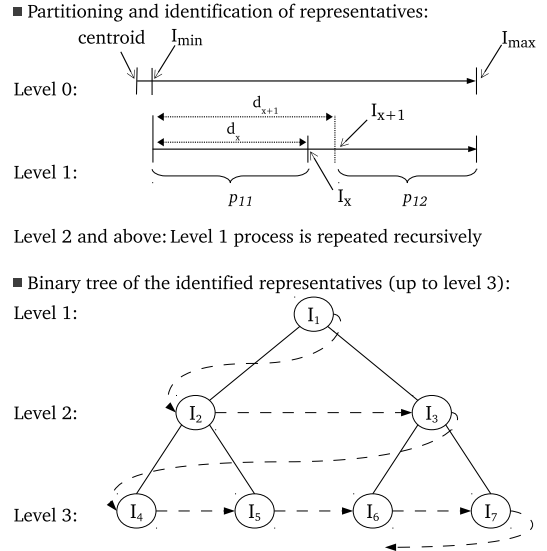 ■ Partitioning and identification of representatives:
centroid
I_min
I_max
Level 0:
d_x+1
I_x+1
d_x
Level 1:
I_x
p_11
p_12
Level 2 and above: Level 1 process is repeated recursively
■ Binary tree of the identified representatives (up to level 3):
Level 1:
I_1
Level 2:
I_2
I_3
Level 3:
I_4
I_5
I_6
I_7